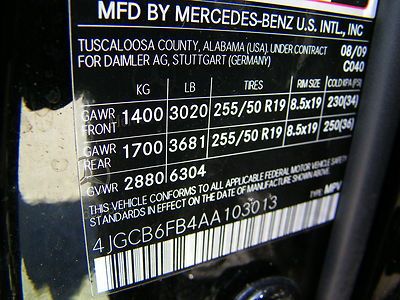 MFD BY MERCEDES-BENZ U.S. INTL., INC
TUSCALOOSA COUNTY, ALABAMA (USA), UNDER CONTRACT 08/09
FOR DAIMLER AG, STUTTGART (GERMANY) C040
KG LB TIRES RIM SIZE COLD KPA(PSI)
GAWR FRONT 1400 3020 255/50 R19 8.5x19 230(34)
GAWR REAR 1700 3681 255/50 R19 8.5x19 250(36)
GVWR 2880 6304
THIS VEHICLE CONFORMS TO ALL APPLICABLE FEDERAL MOTOR VEHICLE SAFETY
STANDARDS IN EFFECT ON THE DATE OF MANUFACTURE SHOWN ABOVE.
4JGCB6FB4AA103013 TYPE: MPV